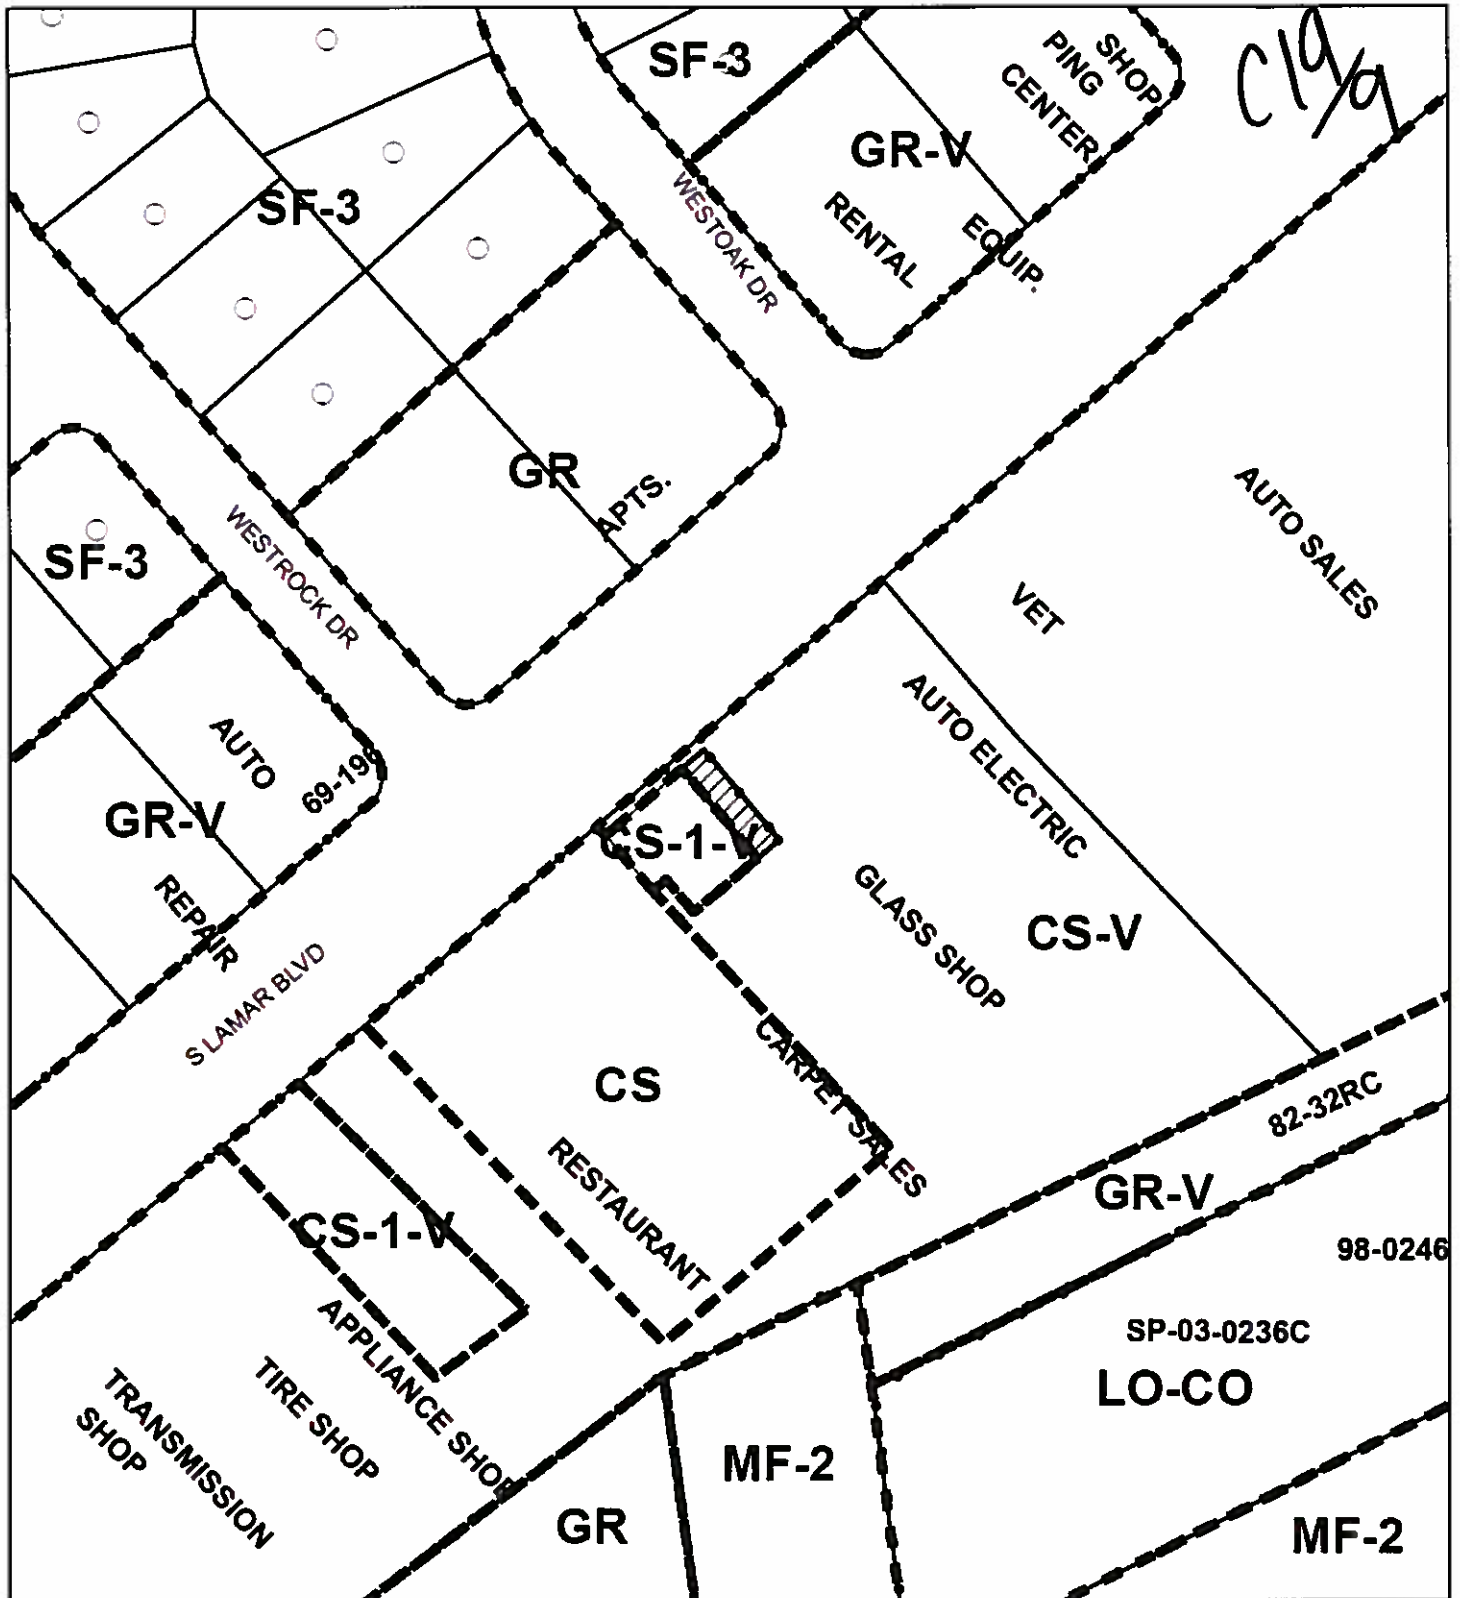 SF-3
SHOP
PING
CENTER
C19/9
GR-V
SF-3
WESTOAK DR
RENTAL
EQUIP.
GR
APTS.
AUTO SALES
SF-3
WESTROCK DR
VET
AUTO
69-19
AUTO ELECTRIC
GR-V
CS-1-V
REPAIR
GLASS SHOP
CS-V
S LAMAR BLVD
CARPET SALES
CS
82-32RC
RESTAURANT
GR-V
CS-1-V
98-0246
SP-03-0236C
APPLIANCE SHOP
LO-CO
TIRE SHOP
TRANSMISSION
SHOP
MF-2
GR
MF-2